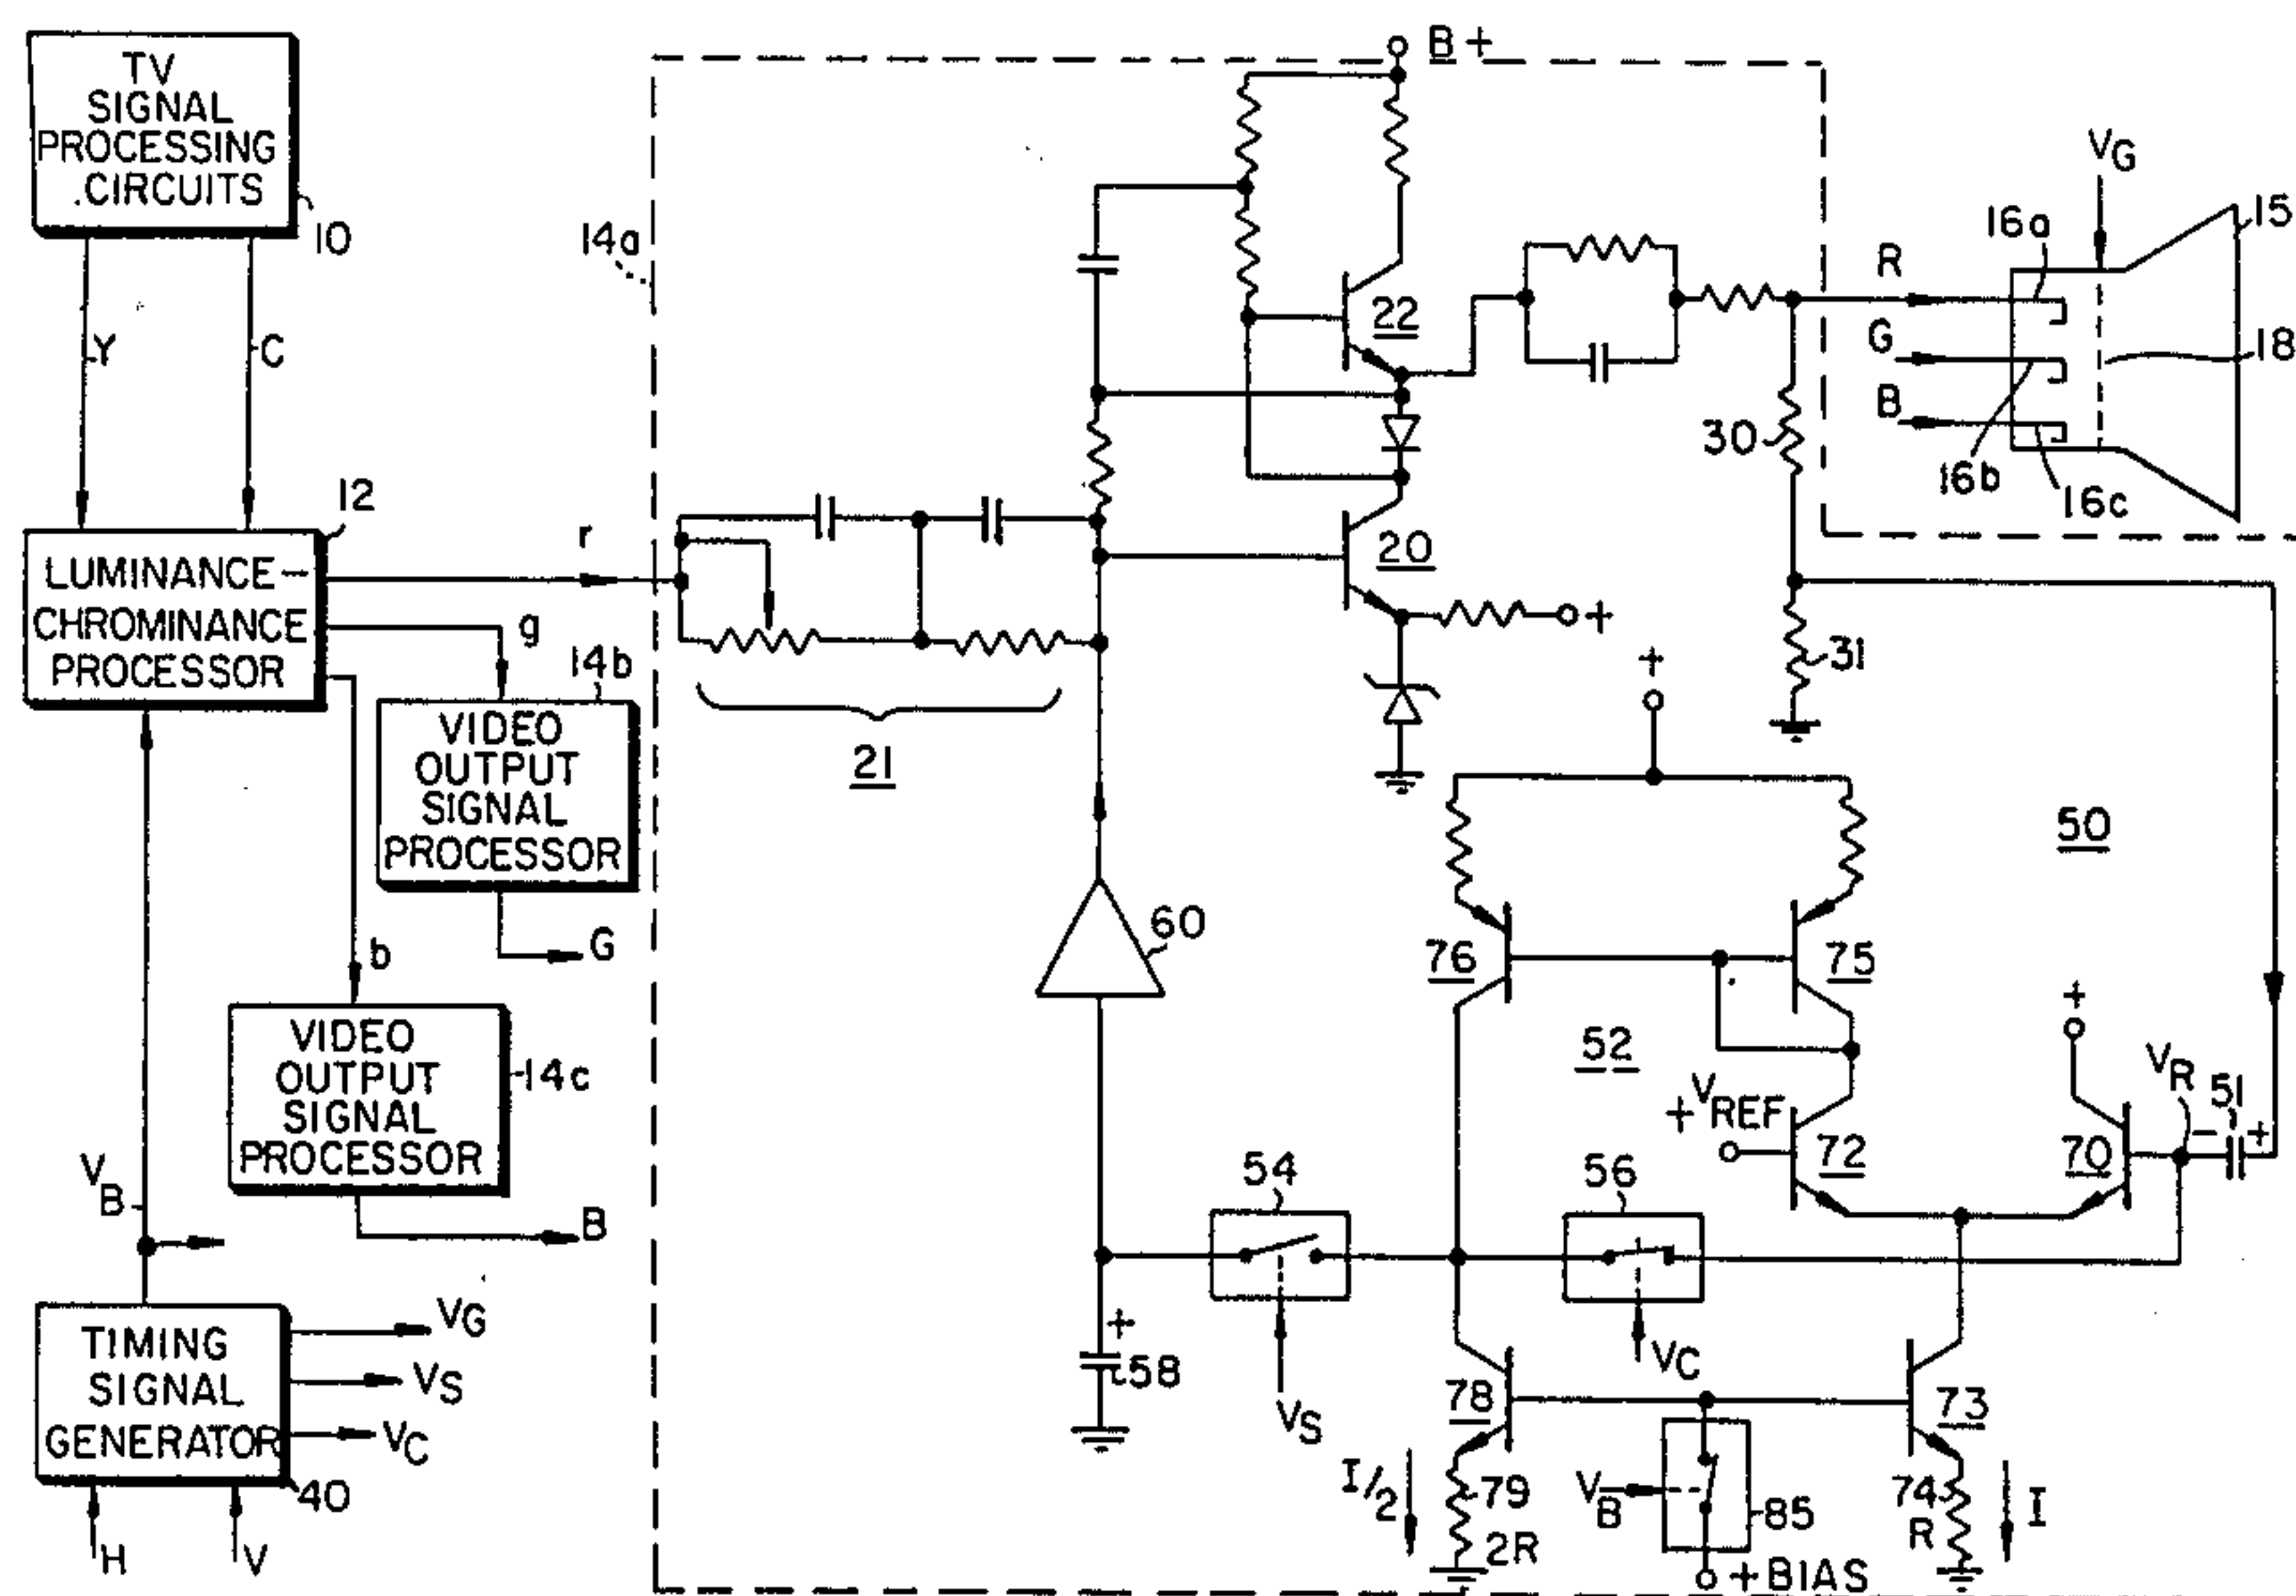 TV
SIGNAL
PROCESSING
CIRCUITS
10
Y
C
12
LUMINANCE-
CHROMINANCE
PROCESSOR
r
g
b
14b
VIDEO
OUTPUT
SIGNAL
PROCESSOR
G
VIDEO
OUTPUT
SIGNAL
PROCESSOR
14c
B
VB
TIMING
SIGNAL
GENERATOR
40
VG
VS
VC
H
V
14a
B+
22
20
+
21
60
58
54
VS
56
VC
R
G
B
16a
16b
16c
VG
15
18
30
31
50
+
76
75
52
+VREF
72
+
70
VR
- +
51
+
78
73
I/2
79
2R
VB
85
+BIAS
74
R
I